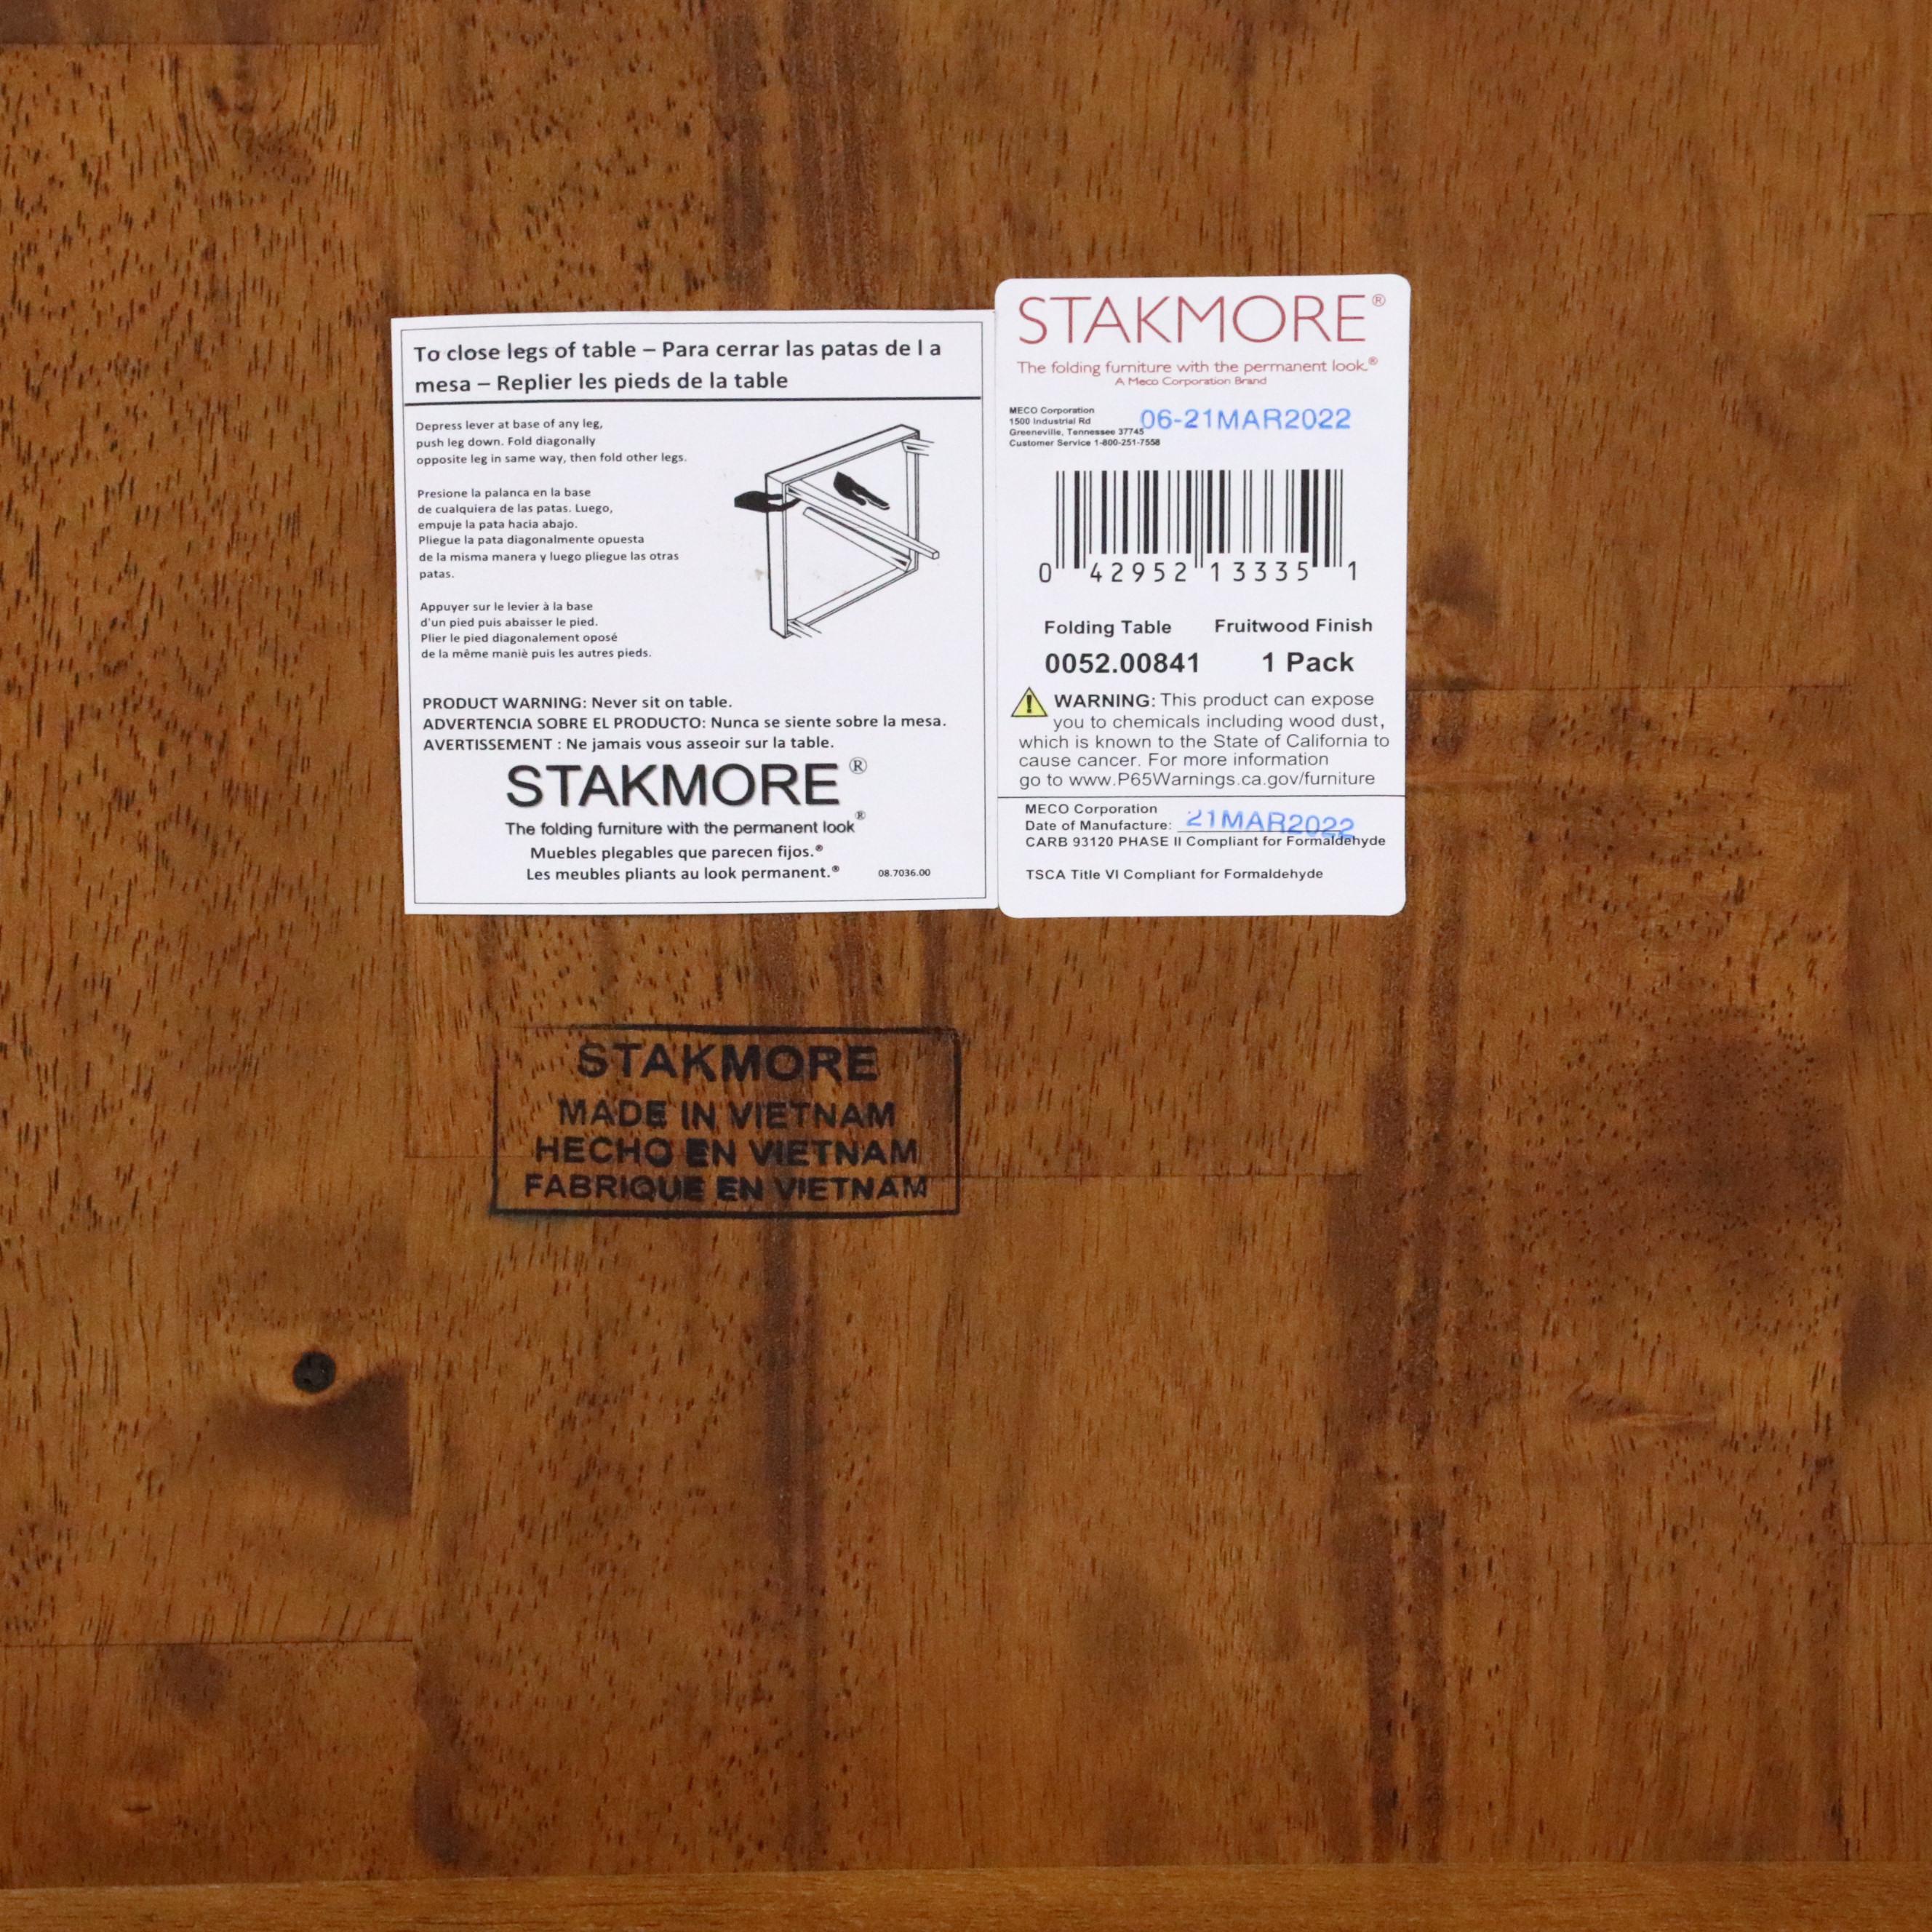 To close legs of table – Para cerrar las patas de l a
mesa – Replier les pieds de la table
Depress lever at base of any leg,
push leg down. Fold diagonally
opposite leg in same way, then fold other legs.
Presione la palanca en la base
de cualquiera de las patas. Luego,
empuje la pata hacia abajo.
Pliegue la pata diagonalmente opuesta
de la misma manera y luego pliegue las otras
patas.
Appuyer sur le levier à la base
d'un pied puis abaisser le pied.
Plier le pied diagonalement oposé
de la même maniè puis les autres pieds.
PRODUCT WARNING: Never sit on table.
ADVERTENCIA SOBRE EL PRODUCTO: Nunca se siente sobre la mesa.
AVERTISSEMENT : Ne jamais vous asseoir sur la table.
STAKMORE®
The folding furniture with the permanent look®
Muebles plegables que parecen fijos.®
Les meubles pliants au look permanent.® 08.7036.00
STAKMORE®
The folding furniture with the permanent look.®
A Meco Corporation Brand
MECO Corporation
1500 Industrial Rd
Greeneville, Tennessee 37745
Customer Service 1-800-251-7558
06-21MAR2022
0 42952 13335 1
Folding Table Fruitwood Finish
0052.00841 1 Pack
WARNING: This product can expose
you to chemicals including wood dust,
which is known to the State of California to
cause cancer. For more information
go to www.P65Warnings.ca.gov/furniture
MECO Corporation
Date of Manufacture: 21MAR2022
CARB 93120 PHASE II Compliant for Formaldehyde
TSCA Title VI Compliant for Formaldehyde
STAKMORE
MADE IN VIETNAM
HECHO EN VIETNAM
FABRIQUE EN VIETNAM